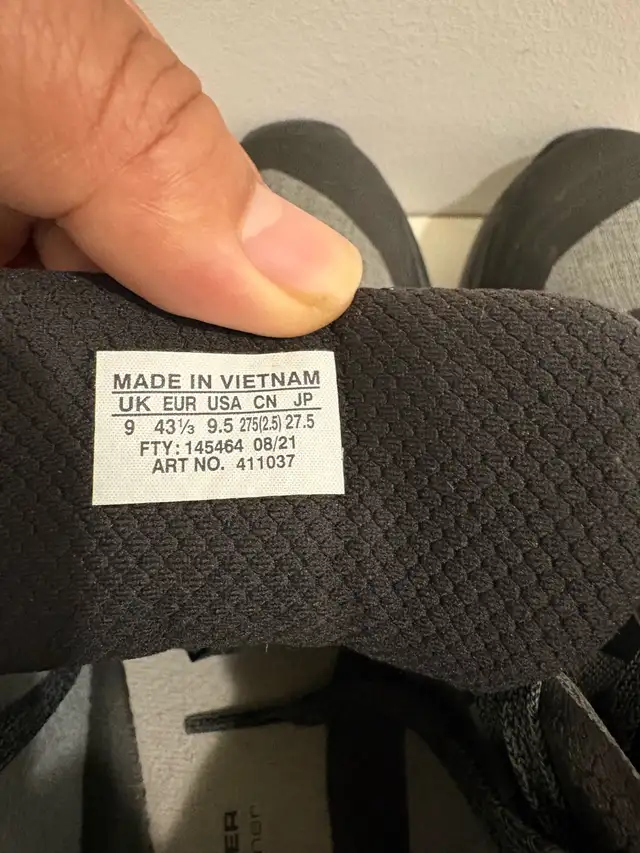 MADE IN VIETNAM
UK EUR USA CN JP
9 43⅓ 9.5 275(2.5) 27.5
FTY: 145464 08/21
ART NO. 411037